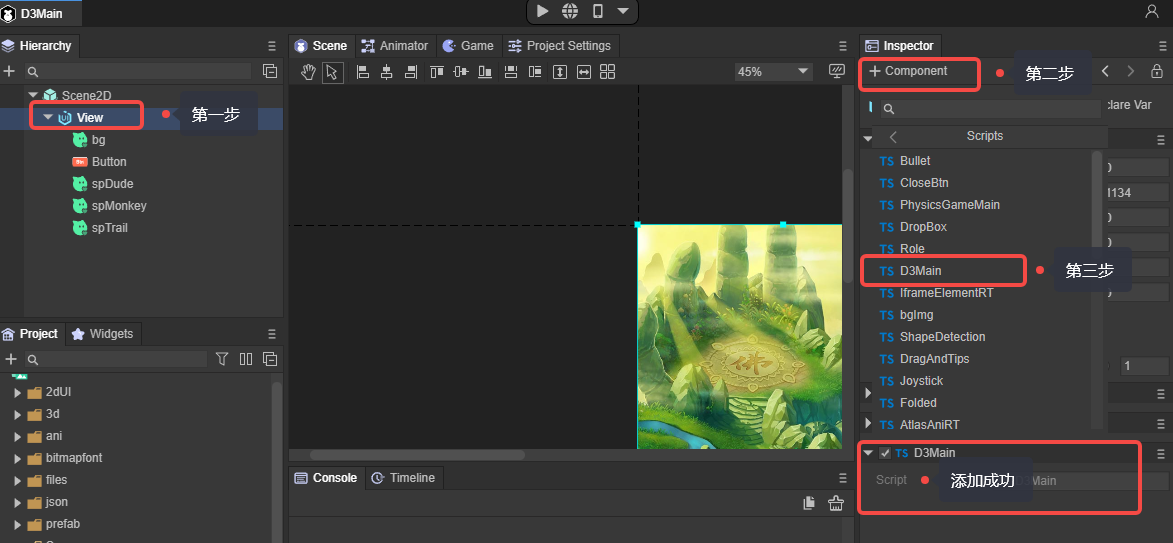 D3Main
Hierarchy
Scene2D
View
第一步
bg
Button
spDude
spMonkey
spTrail
Project
Widgets
2dUI
3d
ani
bitmapfont
files
json
prefab
Scene
Animator
Game
Project Settings
45%
佛
Console
Timeline
Inspector
Component
第二步
clare Var
Scripts
TS Bullet
TS CloseBtn
TS PhysicsGameMain
TS DropBox
TS Role
TS D3Main
第三步
TS IframeElementRT
TS bgImg
TS ShapeDetection
TS DragAndTips
TS Joystick
TS Folded
TS AtlasAniRT
1134
1
TS D3Main
Script
添加成功
Main